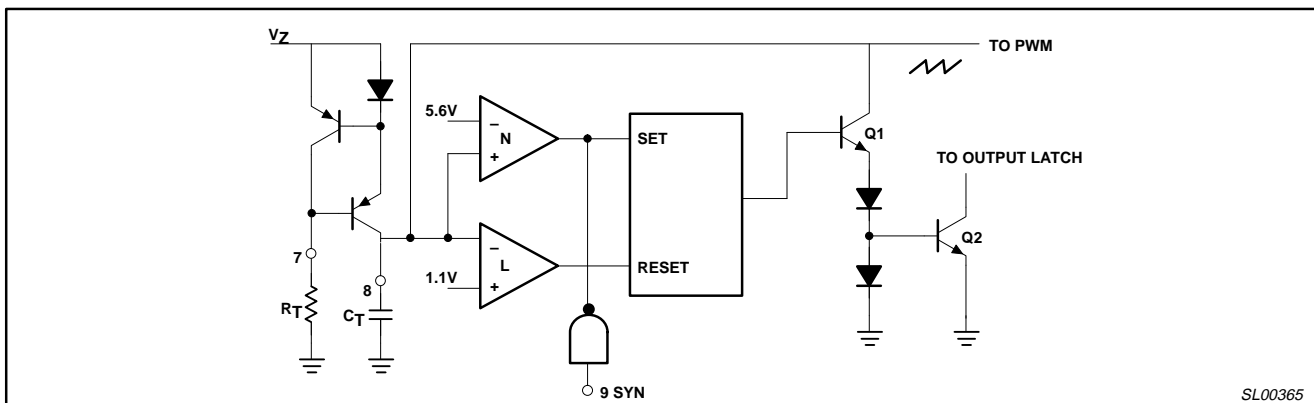 VZ
TO PWM
5.6V
−
N
+
SET
Q1
TO OUTPUT LATCH
Q2
7
−
L
+
1.1V
RESET
8
RT
CT
9 SYN
SL00365